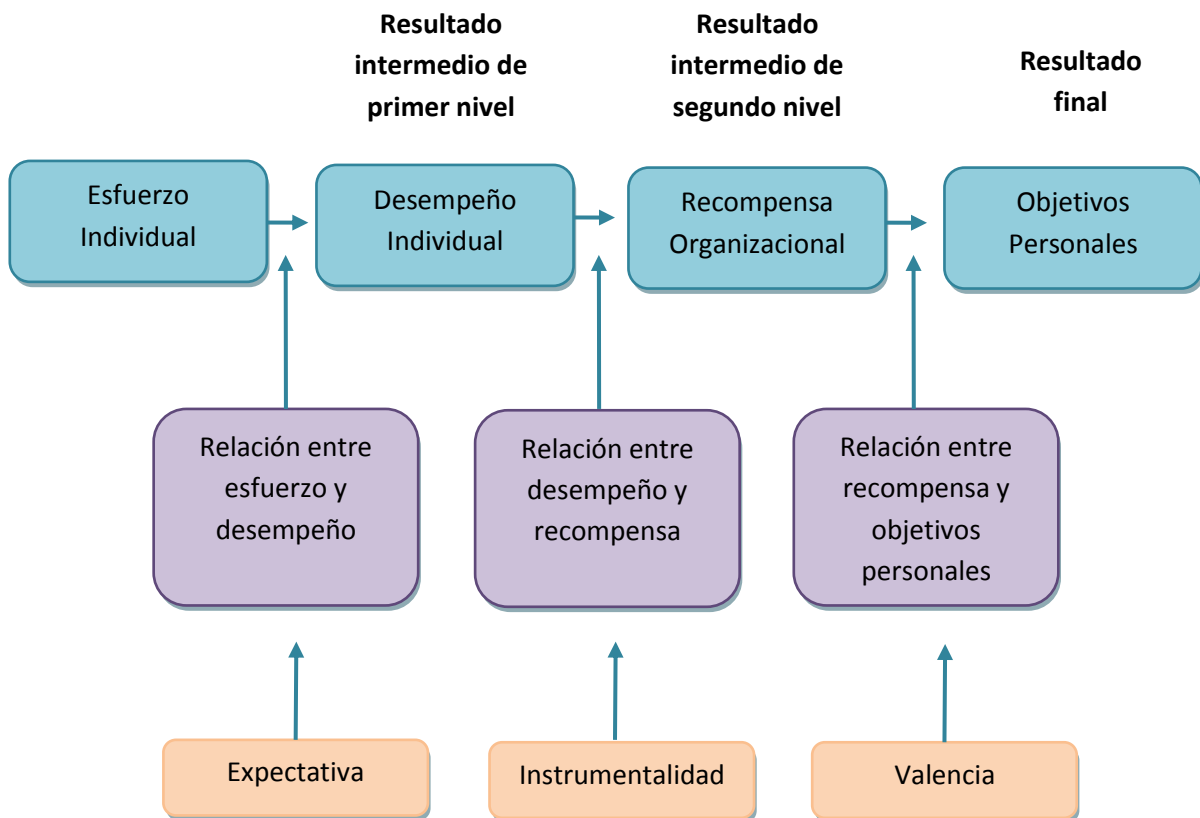 Resultado
intermedio de
primer nivel
Resultado
intermedio de
segundo nivel
Resultado
final
Esfuerzo
Individual
Desempeño
Individual
Recompensa
Organizacional
Objetivos
Personales
Relación entre
esfuerzo y
desempeño
Relación entre
desempeño y
recompensa
Relación entre
recompensa y
objetivos
personales
Expectativa
Instrumentalidad
Valencia